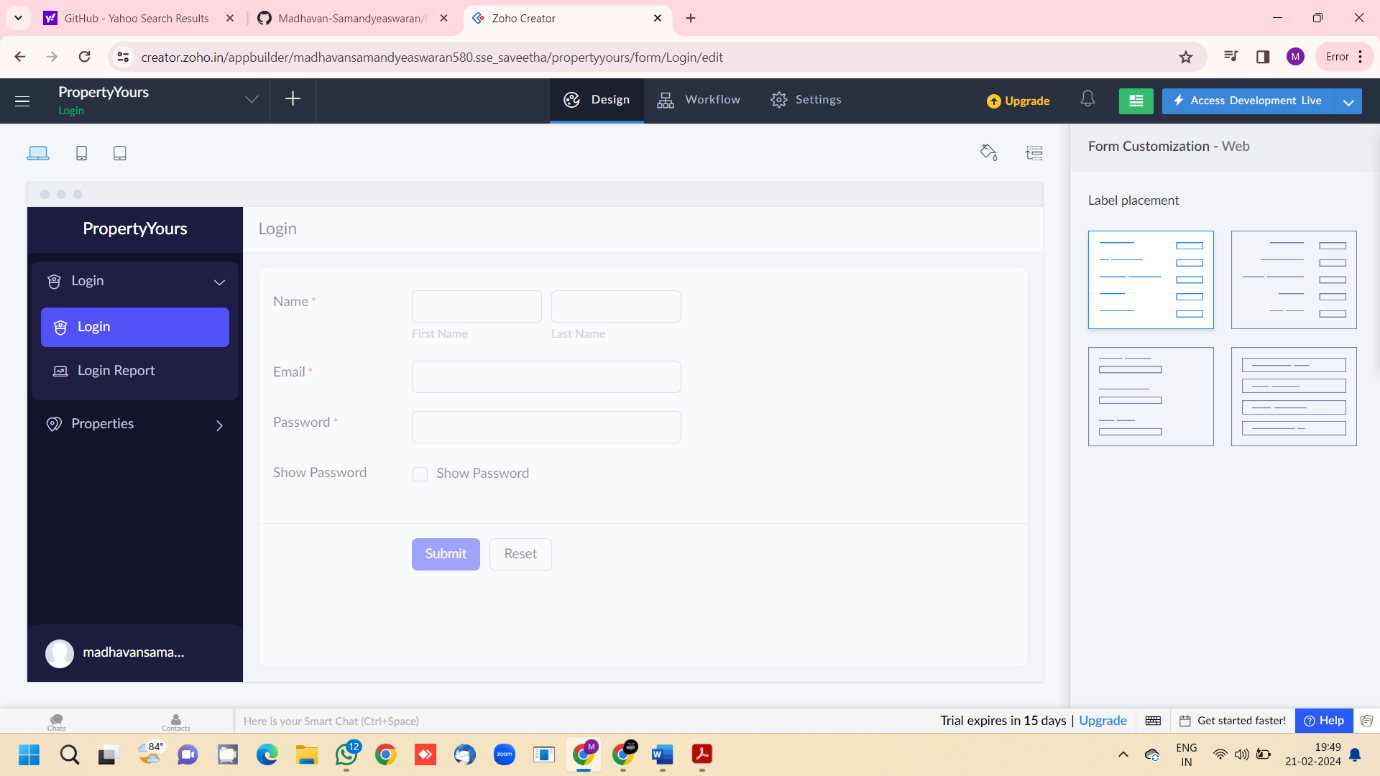 GitHub - Yahoo Search Results
Madhavan-Samandyeaswaran/
Zoho Creator
creator.zoho.in/appbuilder/madhavansamandyeaswaran580.sse_saveetha/propertyyours/form/Login/edit
M
Error
PropertyYours
Login
Design
Workflow
Settings
Upgrade
Access Development Live
Form Customization - Web
Label placement
PropertyYours
Login
Login
Login Report
Properties
madhavansama...
Login
Name *
First Name
Last Name
Email *
Password *
Show Password
Show Password
Submit
Reset
Chats
Contacts
Here is your Smart Chat (Ctrl+Space)
Trial expires in 15 days | Upgrade
Get started faster!
Help
84°
12
zoom
M
ENG
IN
19:49
21-02-2024